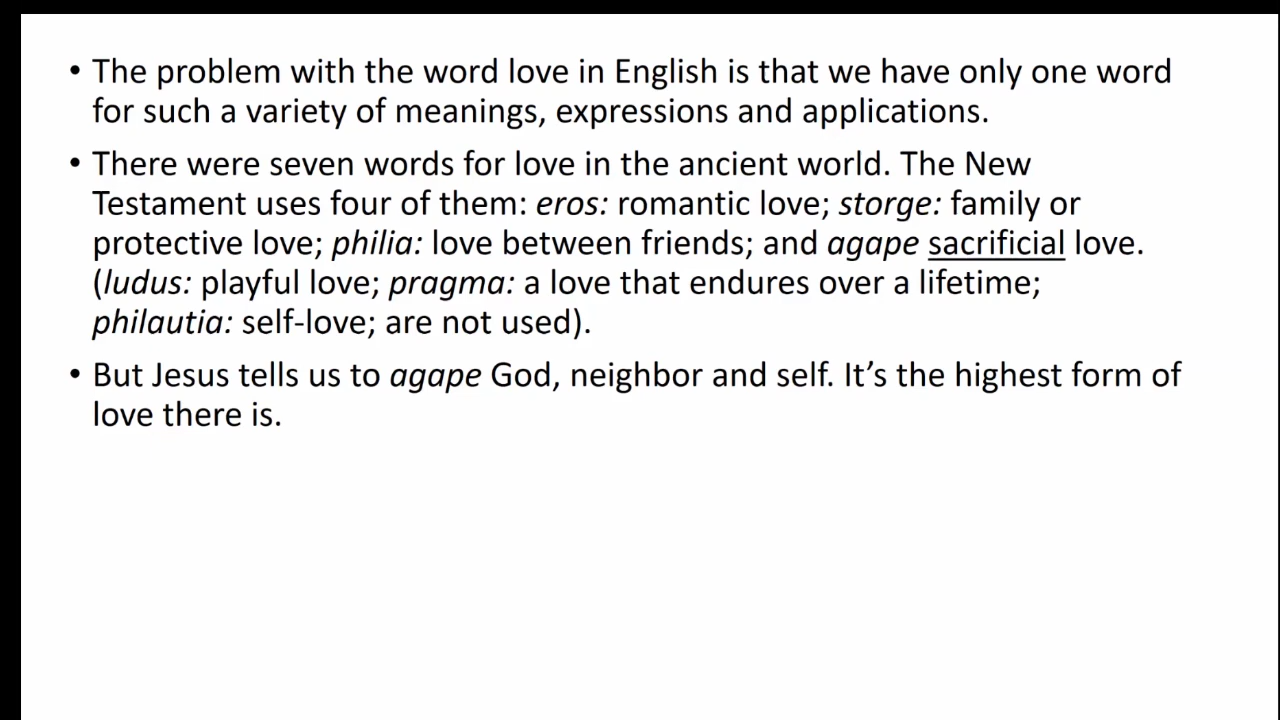 • The problem with the word love in English is that we have only one word
for such a variety of meanings, expressions and applications.
• There were seven words for love in the ancient world. The New
Testament uses four of them: eros: romantic love; storge: family or
protective love; philia: love between friends; and agape sacrificial love.
(ludus: playful love; pragma: a love that endures over a lifetime;
philautia: self-love; are not used).
• But Jesus tells us to agape God, neighbor and self. It’s the highest form of
love there is.